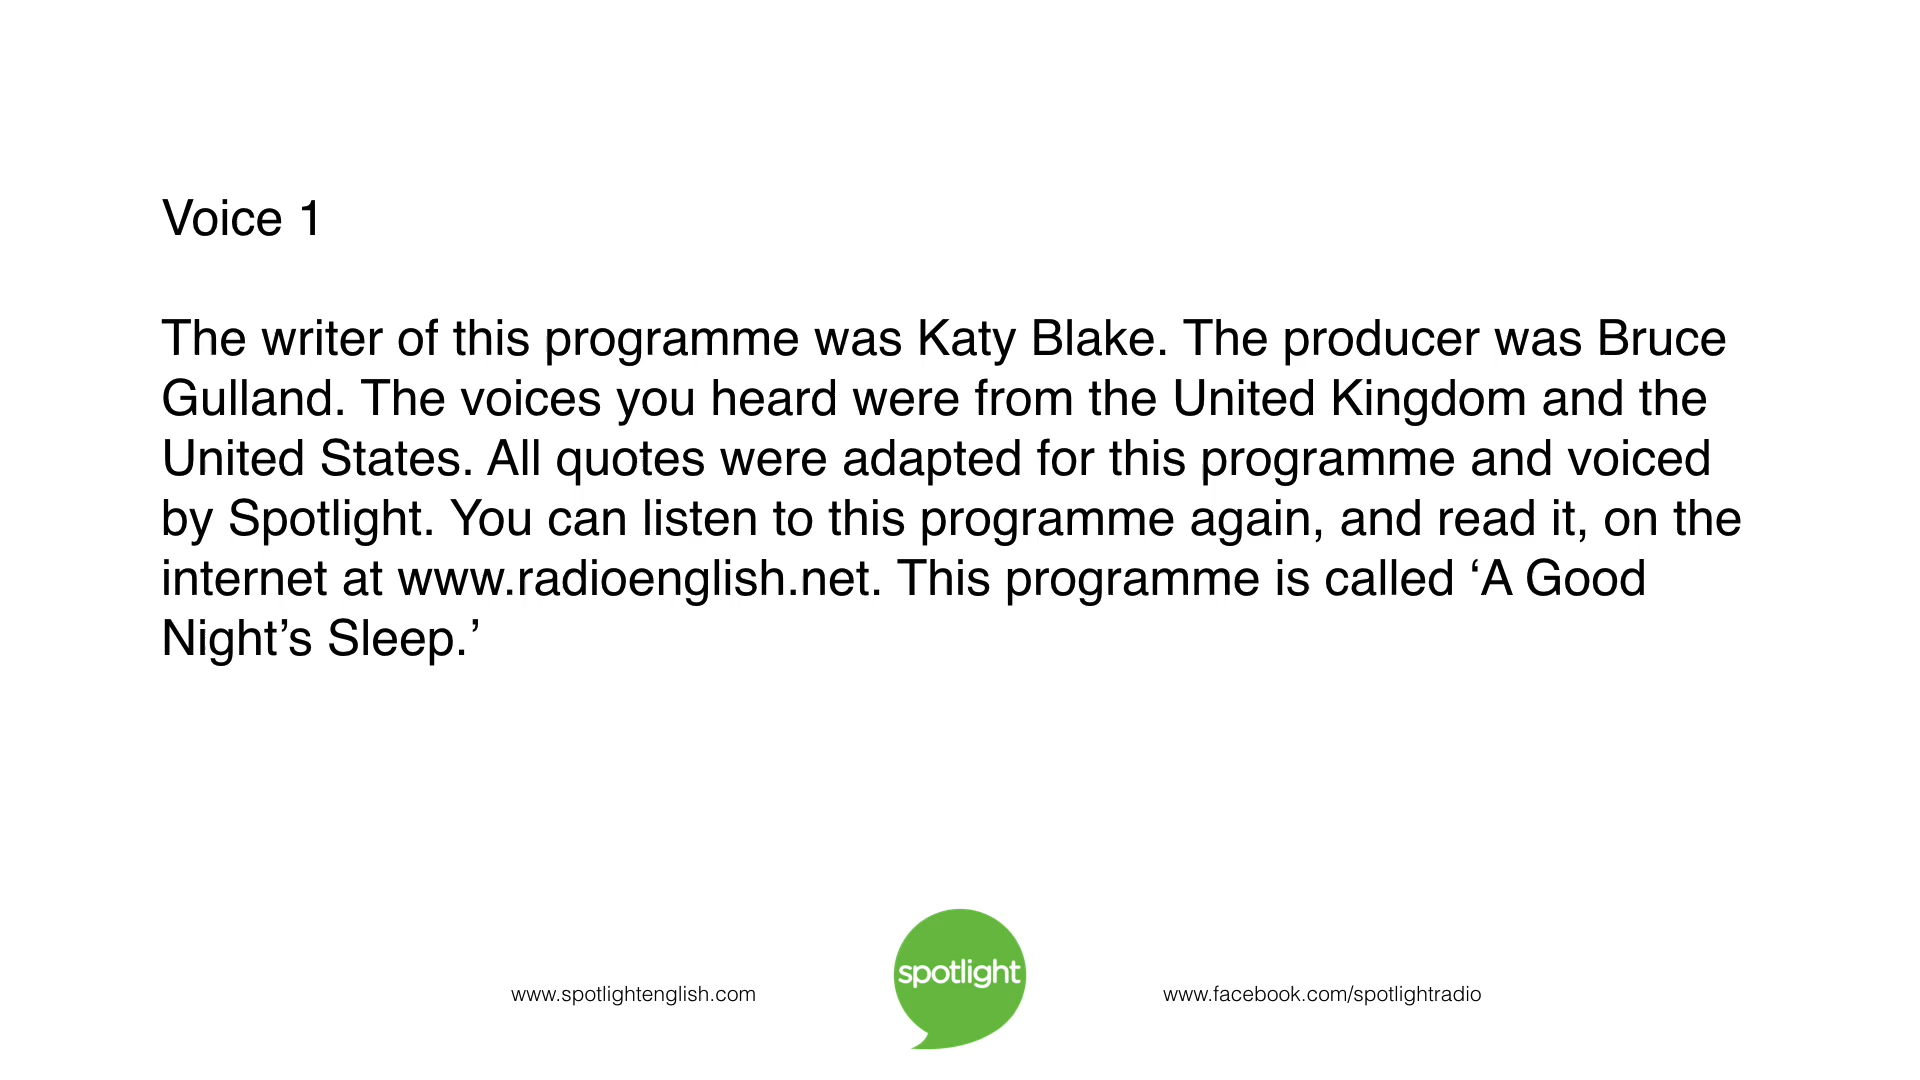 Voice 1
The writer of this programme was Katy Blake. The producer was Bruce
Gulland. The voices you heard were from the United Kingdom and the
United States. All quotes were adapted for this programme and voiced
by Spotlight. You can listen to this programme again, and read it, on the
internet at www.radioenglish.net. This programme is called ‘A Good
Night’s Sleep.’
www.spotlightenglish.com
spotlight
www.facebook.com/spotlightradio